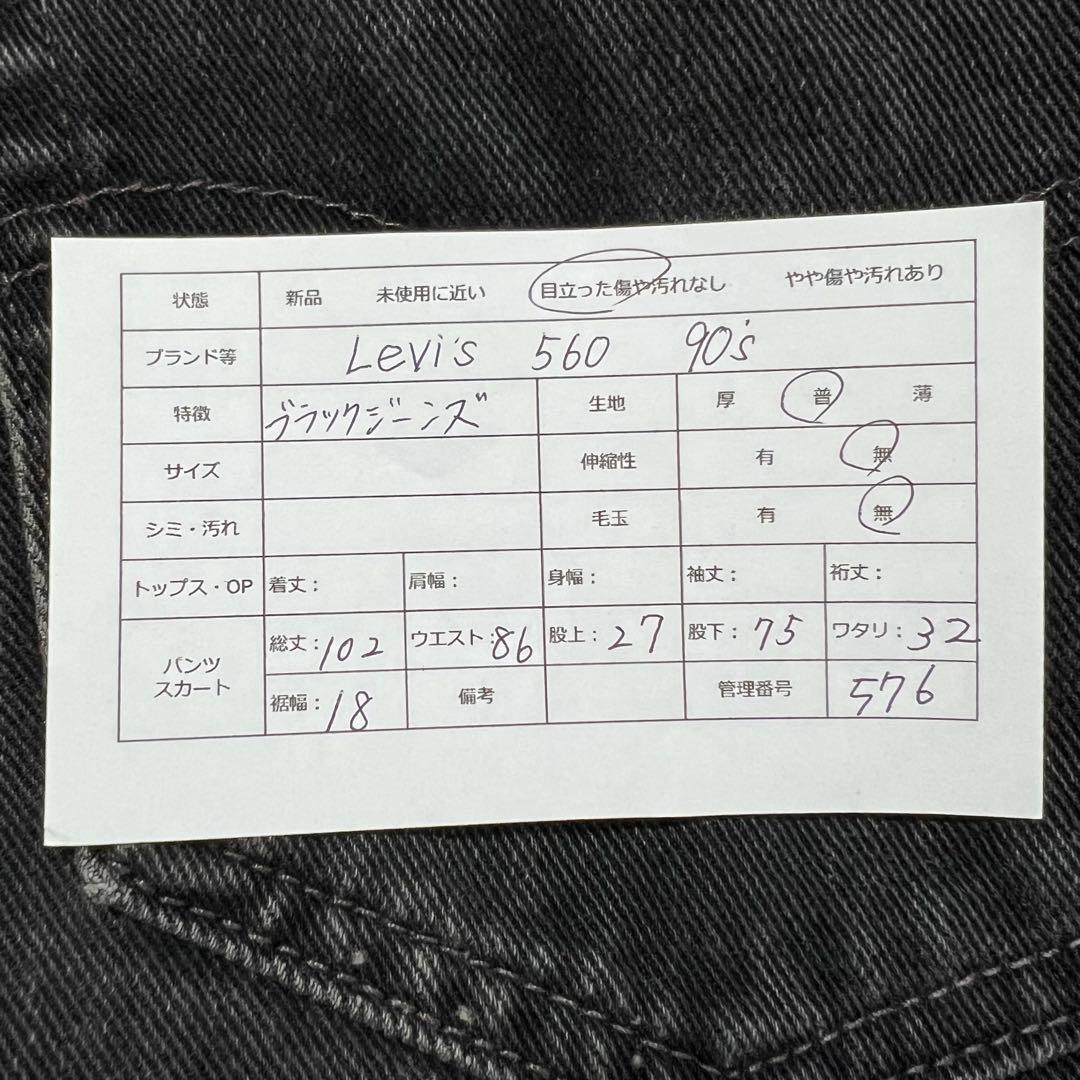 状態 新品 未使用に近い 目立った傷や汚れなし やや傷や汚れあり
ブランド等 Levi's 560 90's
特徴 ブラックジーンズ 生地 厚 普 薄
サイズ 伸縮性 有 無
シミ・汚れ 毛玉 有 無
トップス・OP 着丈： 肩幅： 身幅： 袖丈： 裄丈：
パンツ
スカート
総丈：102 ウエスト：86 股上：27 股下：75 ワタリ：32
裾幅：18 備考 管理番号 576